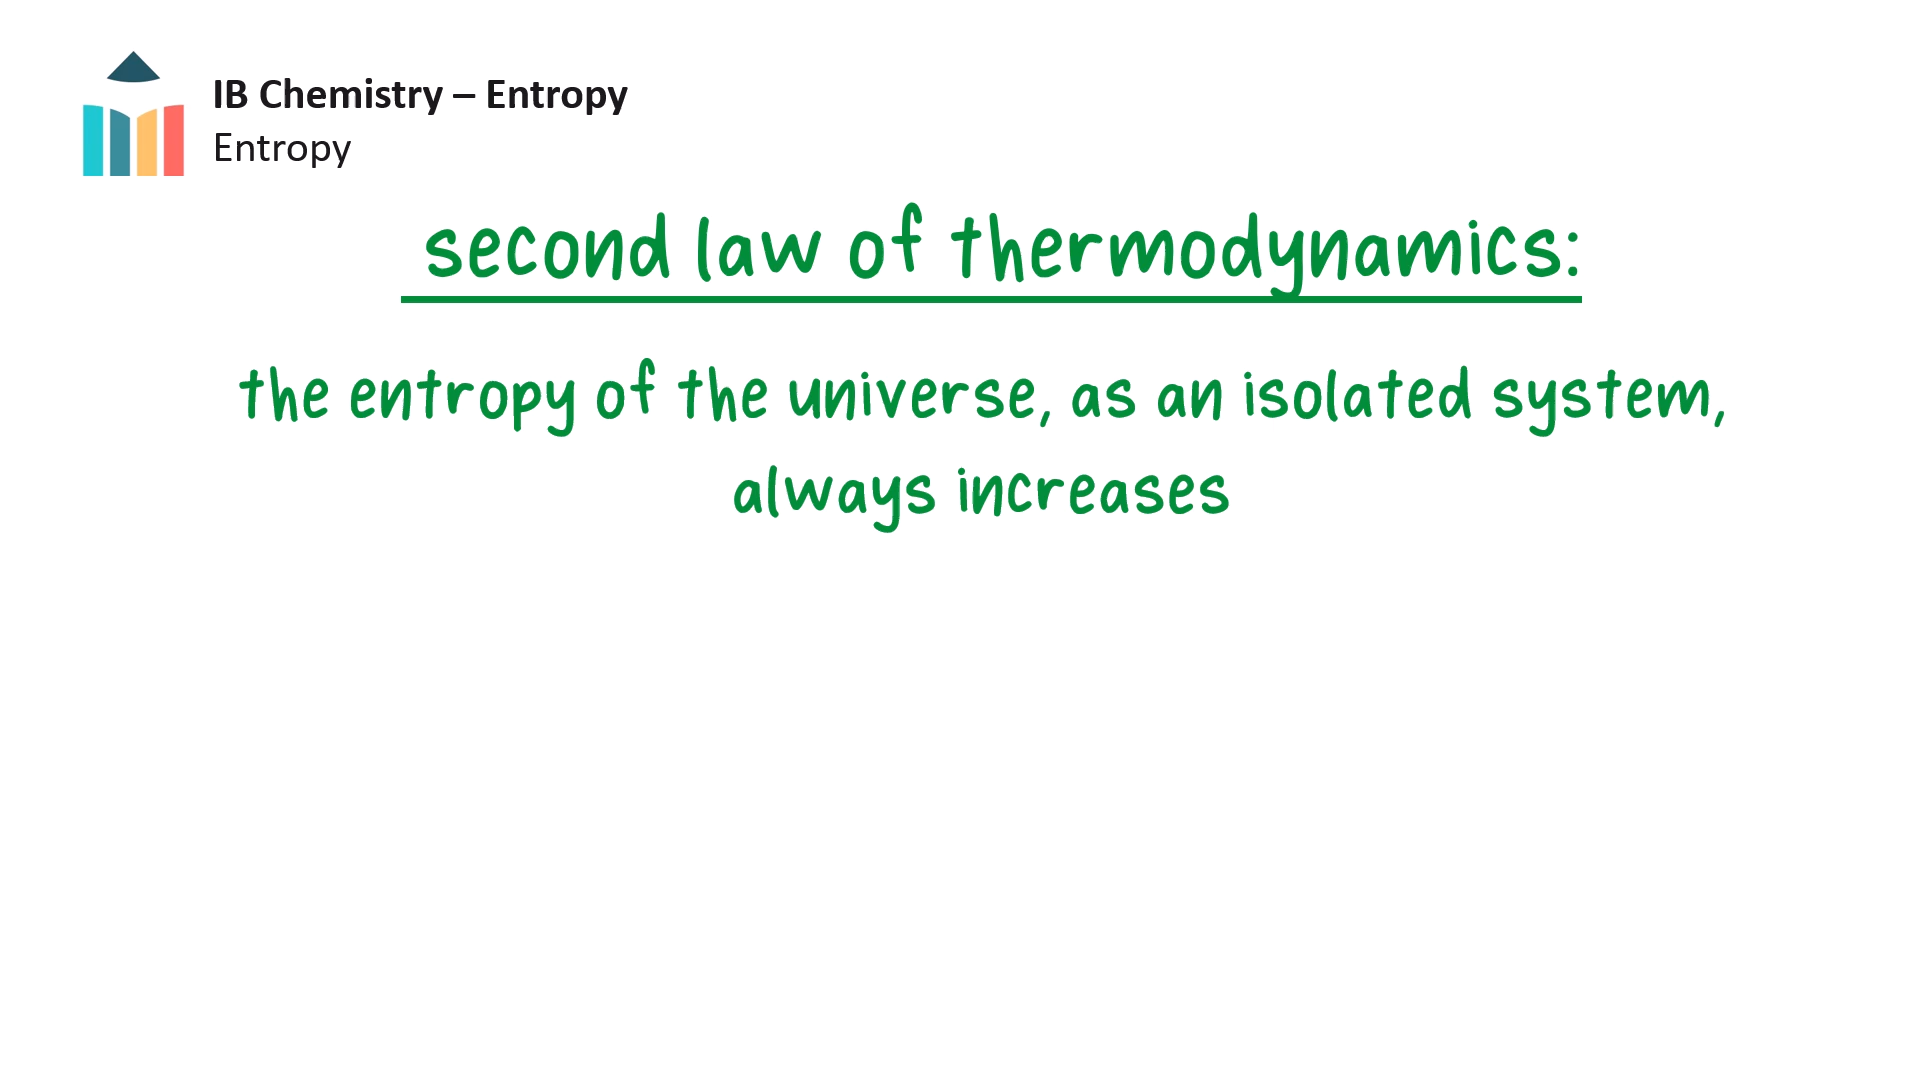 IB Chemistry – Entropy
Entropy
second law of thermodynamics:
the entropy of the universe, as an isolated system,
always increases